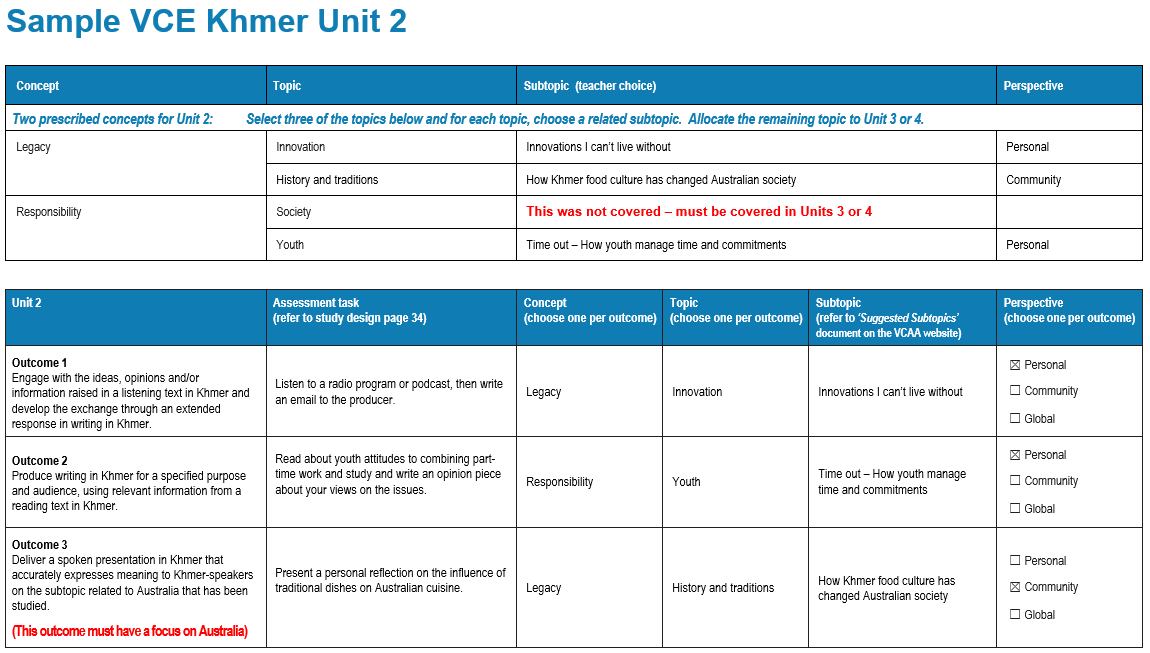 Sample VCE Khmer Unit 2
Concept Topic Subtopic (teacher choice) Perspective
Two prescribed concepts for Unit 2: Select three of the topics below and for each topic, choose a related subtopic. Allocate the remaining topic to Unit 3 or 4.
Legacy Innovation Innovations I can't live without Personal
History and traditions How Khmer food culture has changed Australian society Community
Responsibility Society This was not covered – must be covered in Units 3 or 4
Youth Time out – How youth manage time and commitments Personal
Unit 2
Assessment task
(refer to study design page 34)
Concept
(choose one per outcome)
Topic
(choose one per outcome)
Subtopic
(refer to 'Suggested Subtopics'
document on the VCAA website)
Perspective
(choose one per outcome)
Outcome 1
Engage with the ideas, opinions and/or
information raised in a listening text in Khmer and
develop the exchange through an extended
response in writing in Khmer.
Listen to a radio program or podcast, then write
an email to the producer.
Legacy
Innovation
Innovations I can't live without
☒ Personal
☐ Community
☐ Global
Outcome 2
Produce writing in Khmer for a specified purpose
and audience, using relevant information from a
reading text in Khmer.
Read about youth attitudes to combining part-
time work and study and write an opinion piece
about your views on the issues.
Responsibility
Youth
Time out – How youth manage
time and commitments
☒ Personal
☐ Community
☐ Global
Outcome 3
Deliver a spoken presentation in Khmer that
accurately expresses meaning to Khmer-speakers
on the subtopic related to Australia that has been
studied.
(This outcome must have a focus on Australia)
Present a personal reflection on the influence of
traditional dishes on Australian cuisine.
Legacy
History and traditions
How Khmer food culture has
changed Australian society
☐ Personal
☒ Community
☐ Global